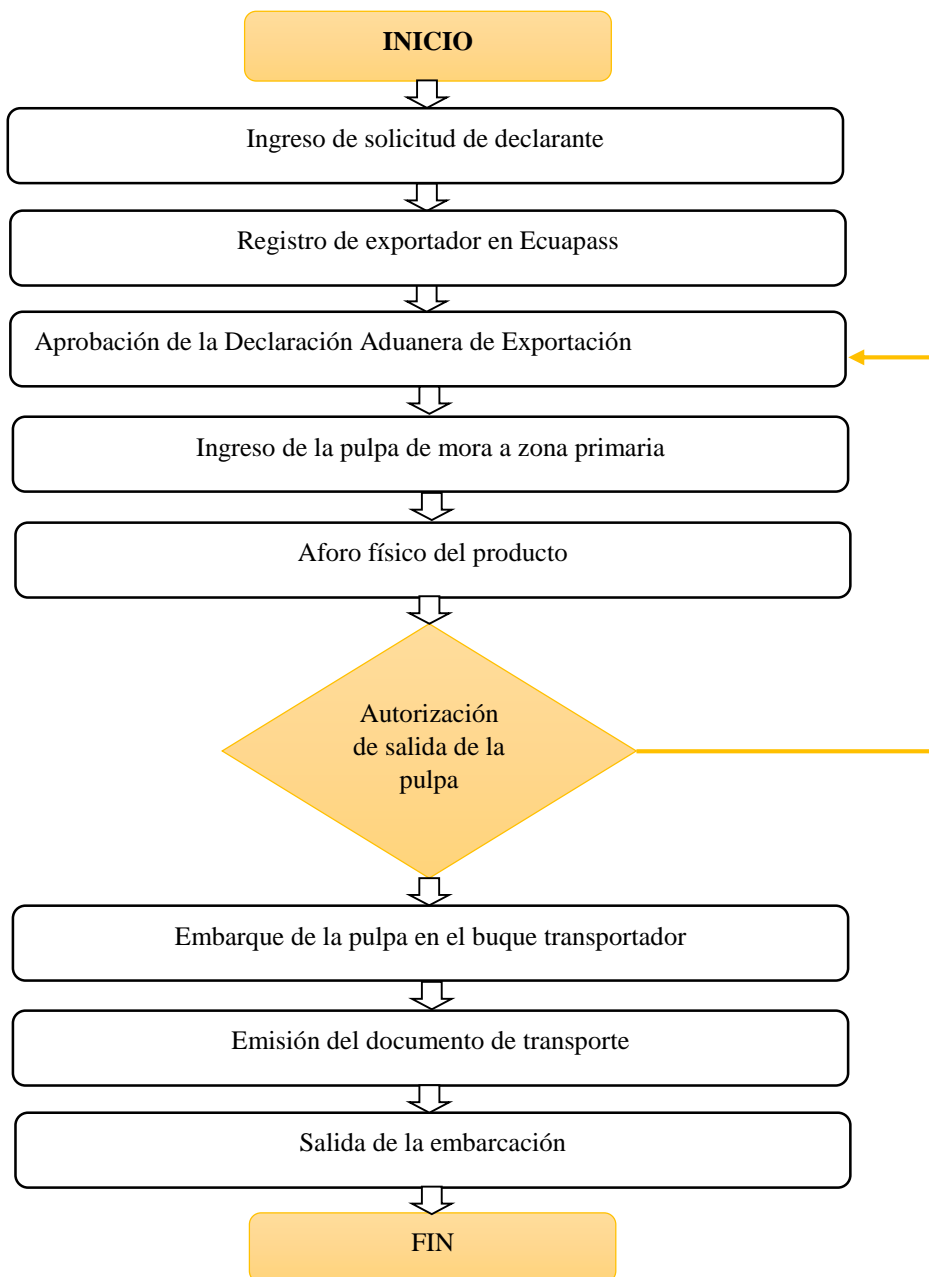 INICIO
Ingreso de solicitud de declarante
Registro de exportador en Ecuapass
Aprobación de la Declaración Aduanera de Exportación
Ingreso de la pulpa de mora a zona primaria
Aforo físico del producto
Autorización
de salida de la
pulpa
Embarque de la pulpa en el buque transportador
Emisión del documento de transporte
Salida de la embarcación
FIN